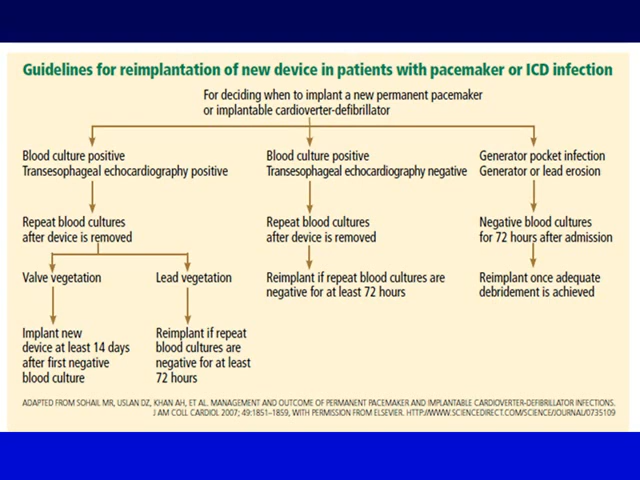 Guidelines for reimplantation of new device in patients with pacemaker or ICD infection
For deciding when to implant a new permanent pacemaker
or implantable cardioverter-defibrillator
Blood culture positive
Transesophageal echocardiography positive
Repeat blood cultures
after device is removed
Valve vegetation
Implant new
device at least 14 days
after first negative
blood culture
Lead vegetation
Reimplant if repeat
blood cultures are
negative for at least
72 hours
Blood culture positive
Transesophageal echocardiography negative
Repeat blood cultures
after device is removed
Reimplant if repeat blood cultures are
negative for at least 72 hours
Generator pocket infection
Generator or lead erosion
Negative blood cultures
for 72 hours after admission
Reimplant once adequate
debridement is achieved
ADAPTED FROM SOHAIL MR, USLAN DZ, KHAN AH, ET AL. MANAGEMENT AND OUTCOME OF PERMANENT PACEMAKER AND IMPLANTABLE CARDIOVERTER-DEFIBRILLATOR INFECTIONS.
J AM COLL CARDIOL 2007; 49:1851–1859, WITH PERMISSION FROM ELSEVIER. HTTP://WWW.SCIENCEDIRECT.COM/SCIENCE/JOURNAL/0735109